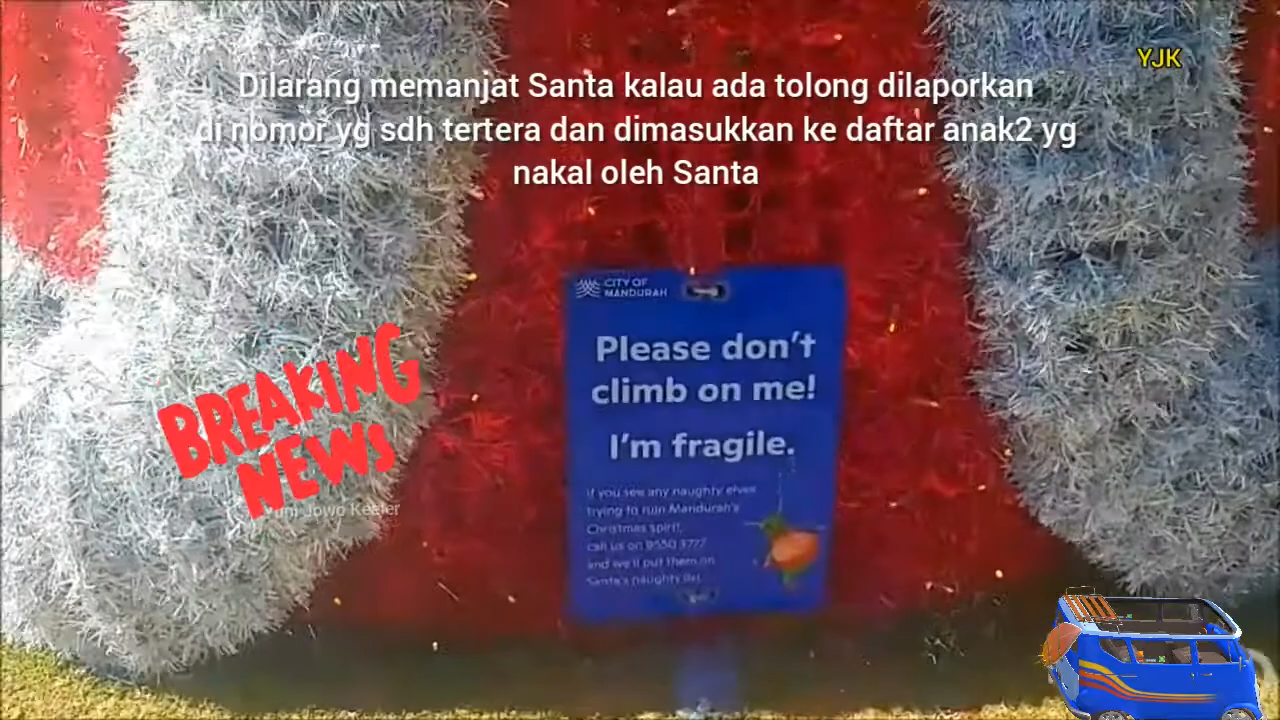 YJK
Dilarang memanjat Santa kalau ada tolong dilaporkan
di nomor yg sdh tertera dan dimasukkan ke daftar anak2 yg
nakal oleh Santa
CITY OF
MANDURAH
Please don't
climb on me!
I'm fragile.
If you see any naughty elves
trying to ruin Mandurah's
Christmas spirit,
call us on 9550 3777
and we'll put them on
Santa's naughty list.
BREAKING
NEWS
Jowo Keeler